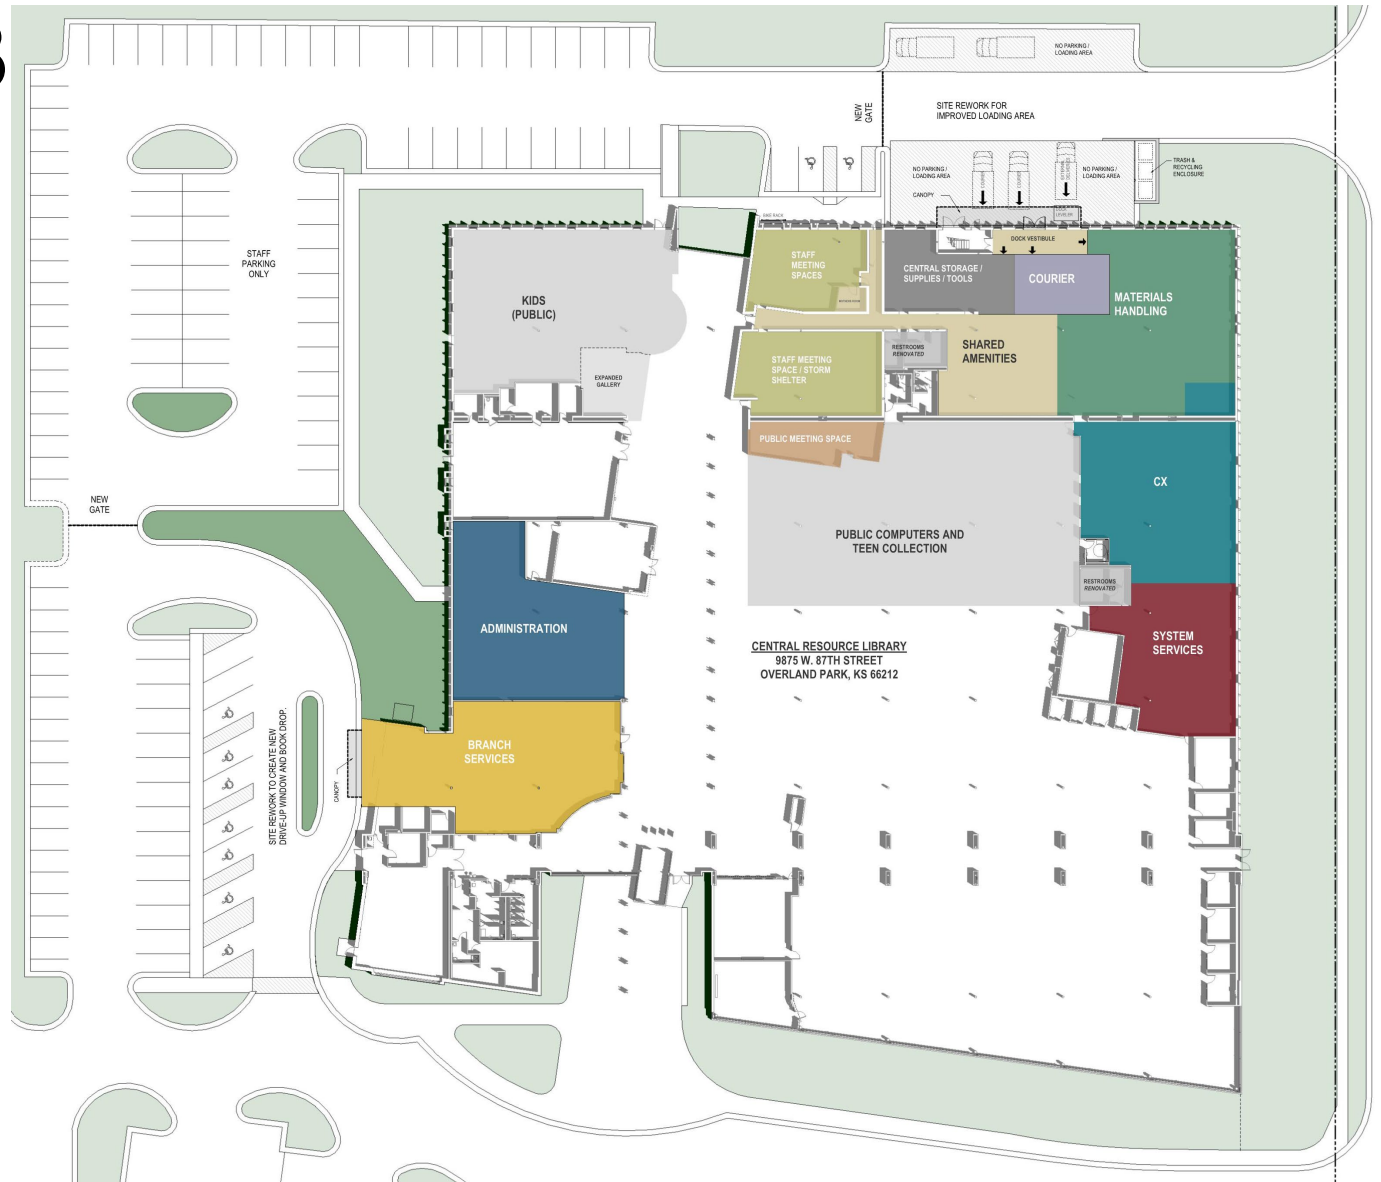 NO PARKING /
LOADING AREA
NEW
GATE
SITE REWORK FOR
IMPROVED LOADING AREA
NO PARKING /
LOADING AREA
COURIER
COURIER
EXTERNAL
DELIVERIES
NO PARKING /
LOADING AREA
TRASH &
RECYCLING
ENCLOSURE
CANOPY
LEVELER
BIKE RACK
STAFF
PARKING
ONLY
KIDS
(PUBLIC)
EXPANDED
GALLERY
STAFF
MEETING
SPACES
DOCK VESTIBULE
CENTRAL STORAGE /
SUPPLIES / TOOLS
COURIER
MATERIALS
HANDLING
SHARED
AMENITIES
RESTROOMS
RENOVATED
STAFF MEETING
SPACE / STORM
SHELTER
PUBLIC MEETING SPACE
CX
PUBLIC COMPUTERS AND
TEEN COLLECTION
RESTROOMS
RENOVATED
NEW
GATE
ADMINISTRATION
SYSTEM
SERVICES
CENTRAL RESOURCE LIBRARY
9875 W. 87TH STREET
OVERLAND PARK, KS 66212
BRANCH
SERVICES
CANOPY
SITE REWORK TO CREATE NEW
DRIVE-UP WINDOW AND BOOK DROP.